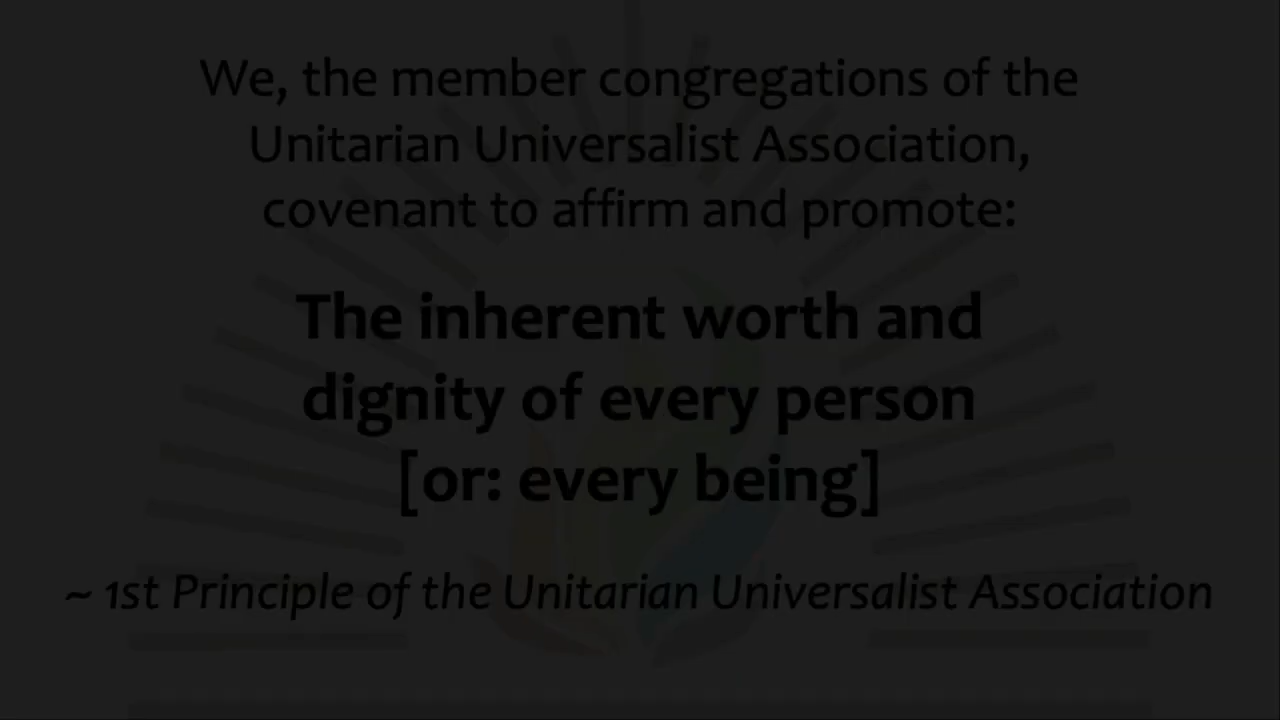 We, the member congregations of the
Unitarian Universalist Association,
covenant to affirm and promote:
The inherent worth and
dignity of every person
[or: every being]
~ 1st Principle of the Unitarian Universalist Association